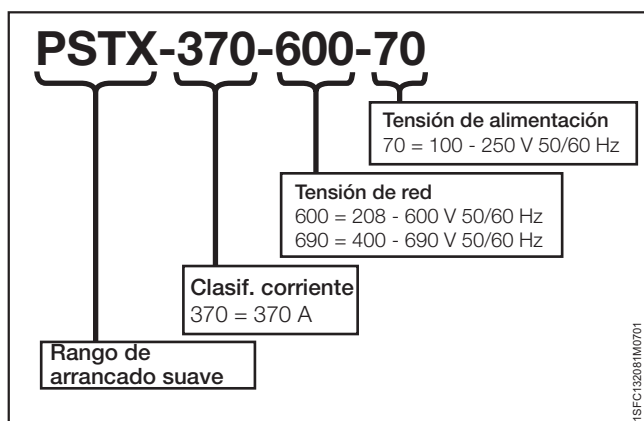 PSTX-370-600-70
Tensión de alimentación
70 = 100 - 250 V 50/60 Hz
Tensión de red
600 = 208 - 600 V 50/60 Hz
690 = 400 - 690 V 50/60 Hz
Clasif. corriente
370 = 370 A
Rango de
arrancado suave
1SFC132081M0701